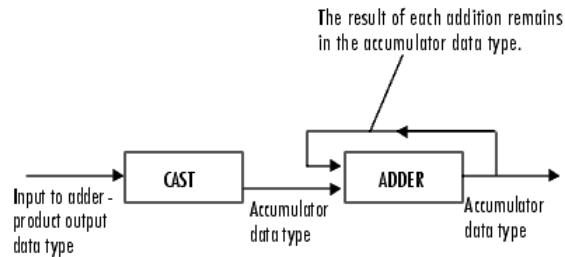 The result of each addition remains
in the accumulator data type.
CAST
ADDER
Input to adder -
product output
data type
Accumulator
data type
Accumulator
data type